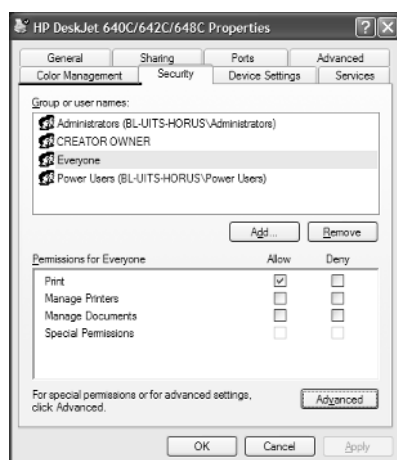 HP DeskJet 640C/642C/648C Properties
General Sharing Ports Advanced
Color Management Security Device Settings Services
Group or user names:
Administrators (BL-UITS-HORUS\Administrators)
CREATOR OWNER
Everyone
Power Users (BL-UITS-HORUS\Power Users)
Add... Remove
Permissions for Everyone Allow Deny
Print
Manage Printers
Manage Documents
Special Permissions
For special permissions or for advanced settings,
click Advanced.
Advanced
OK Cancel Apply